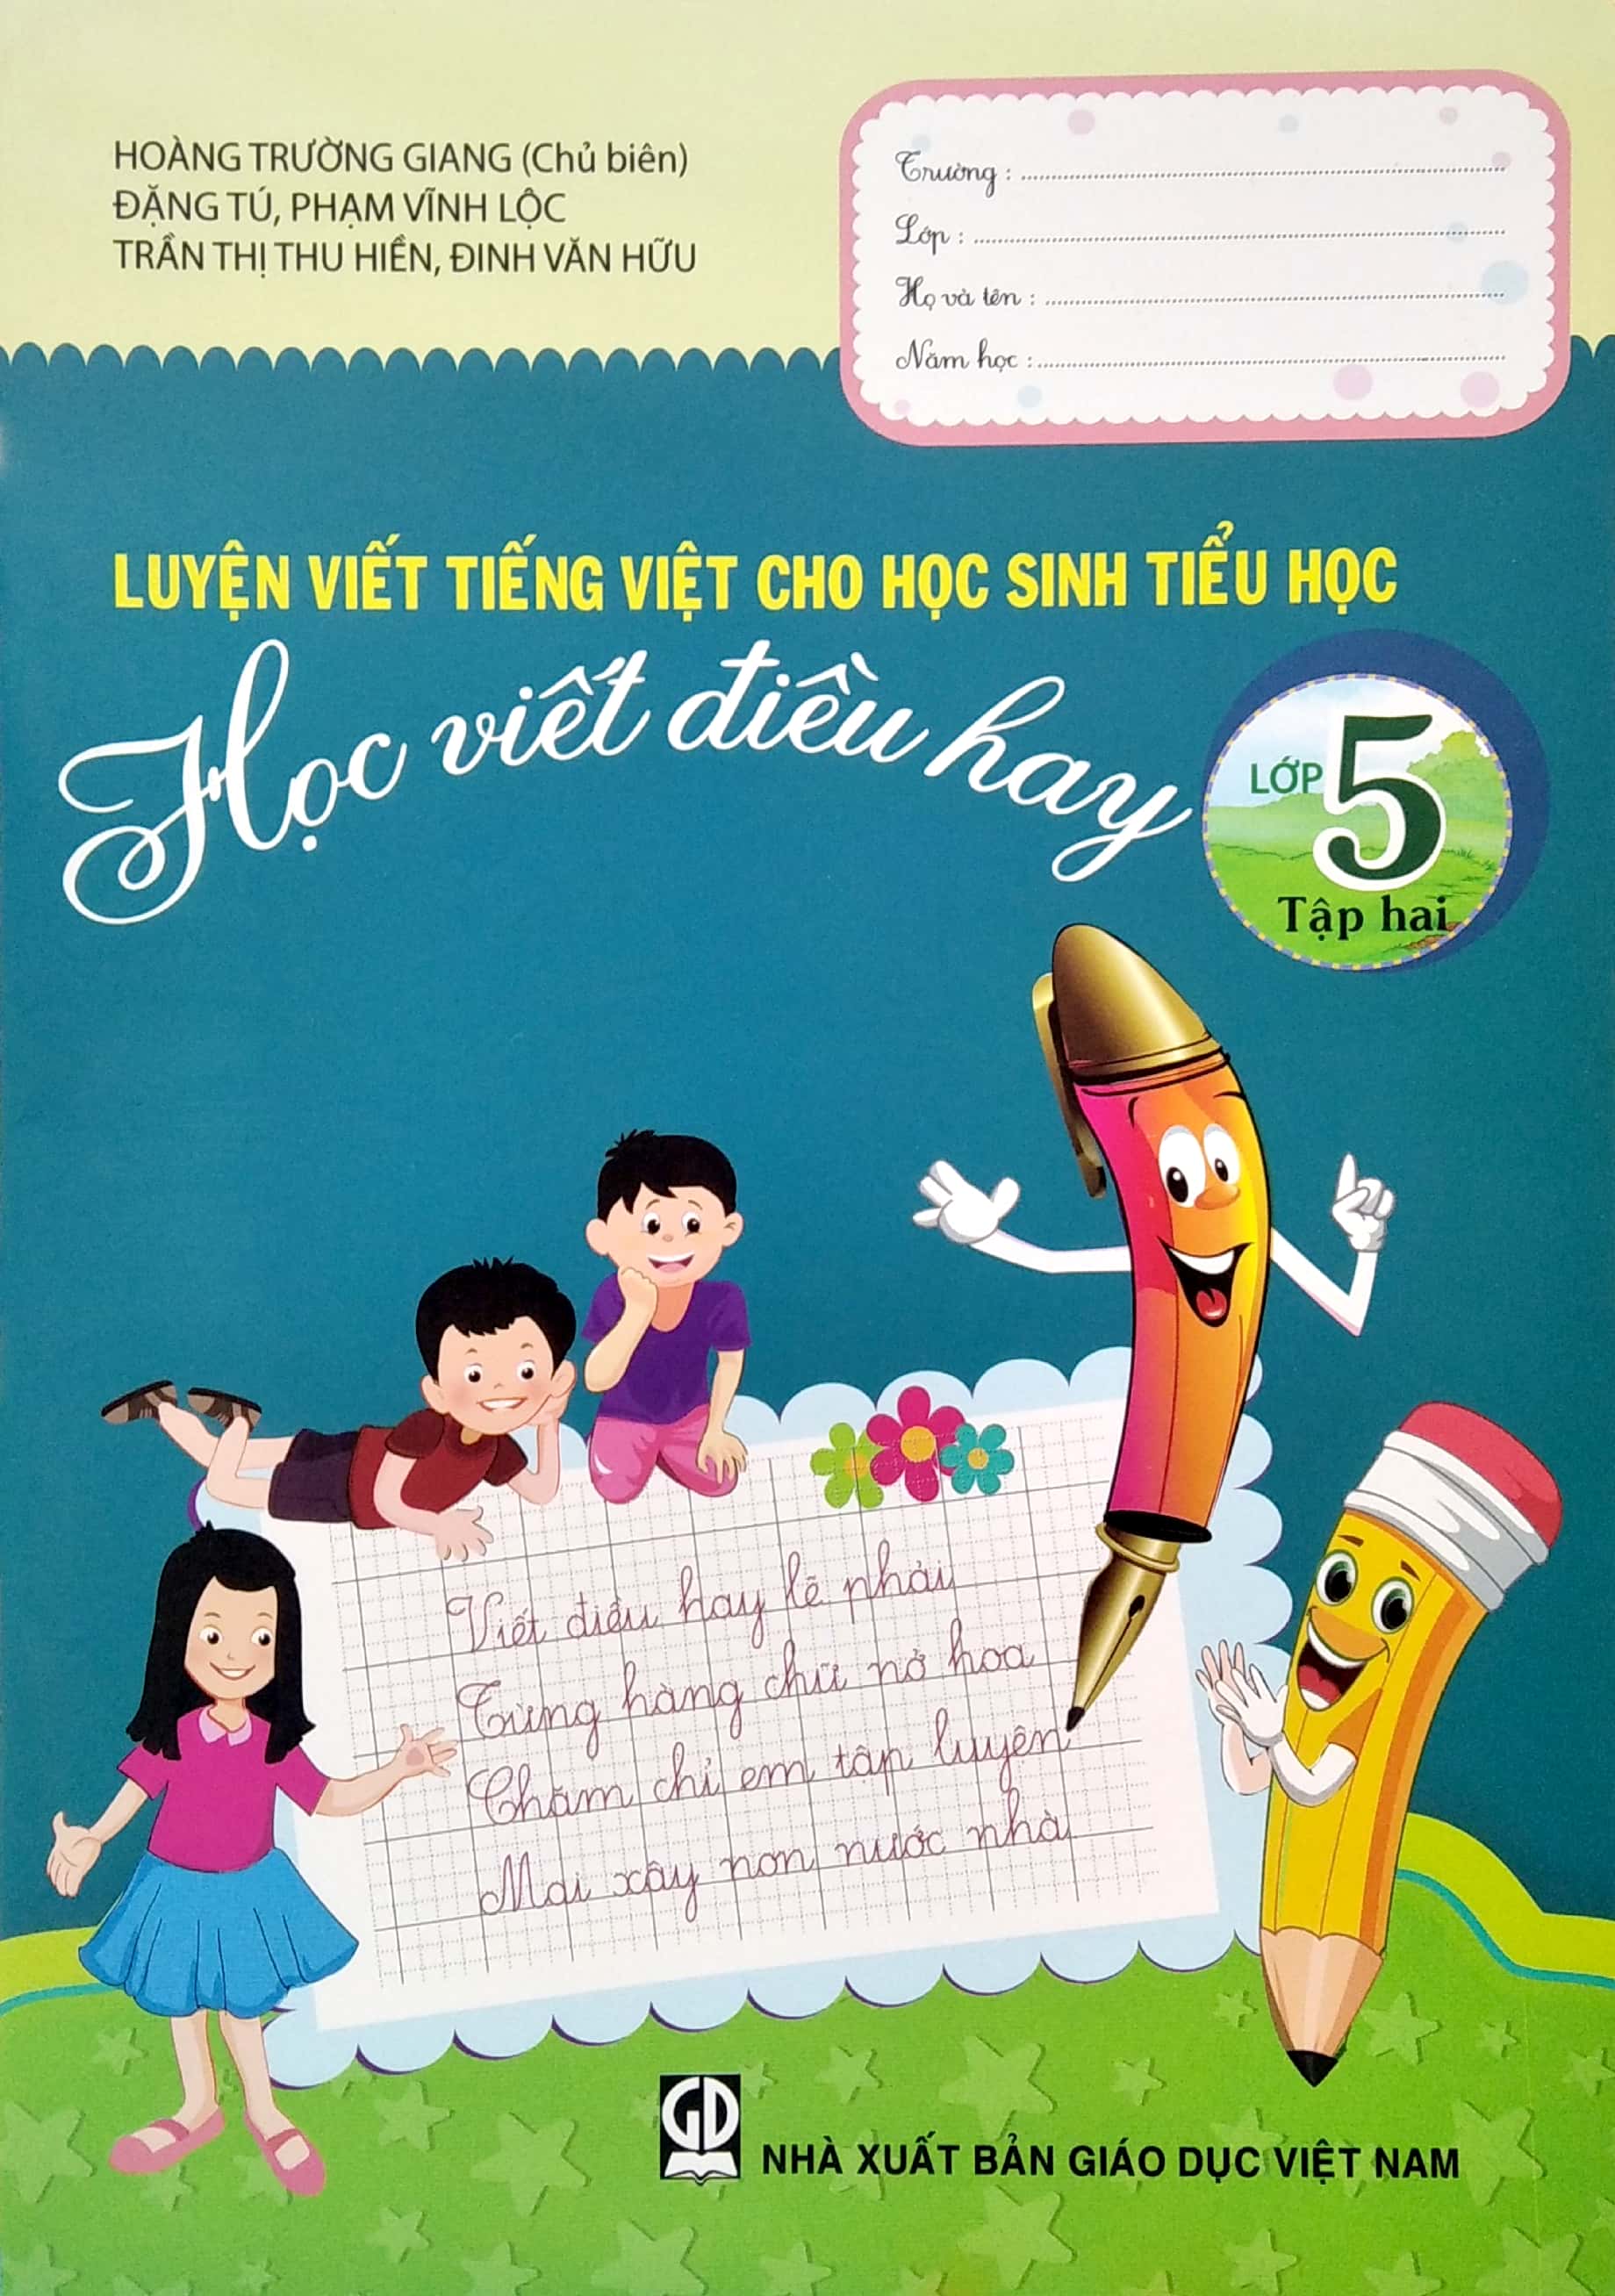 HOÀNG TRƯỜNG GIANG (Chủ biên)
ĐẶNG TÚ, PHẠM VĨNH LỘC
TRẦN THỊ THU HIỀN, ĐINH VĂN HỮU
Trường :
Lớp :
Họ và tên :
Năm học :
LUYỆN VIẾT TIẾNG VIỆT CHO HỌC SINH TIỂU HỌC
Học viết điều hay
LỚP 5
Tập hai
Viết điều hay lẽ phải
Từng hàng chữ nở hoa
Chăm chỉ em tập luyện
Mai xây non nước nhà
GD
NHÀ XUẤT BẢN GIÁO DỤC VIỆT NAM